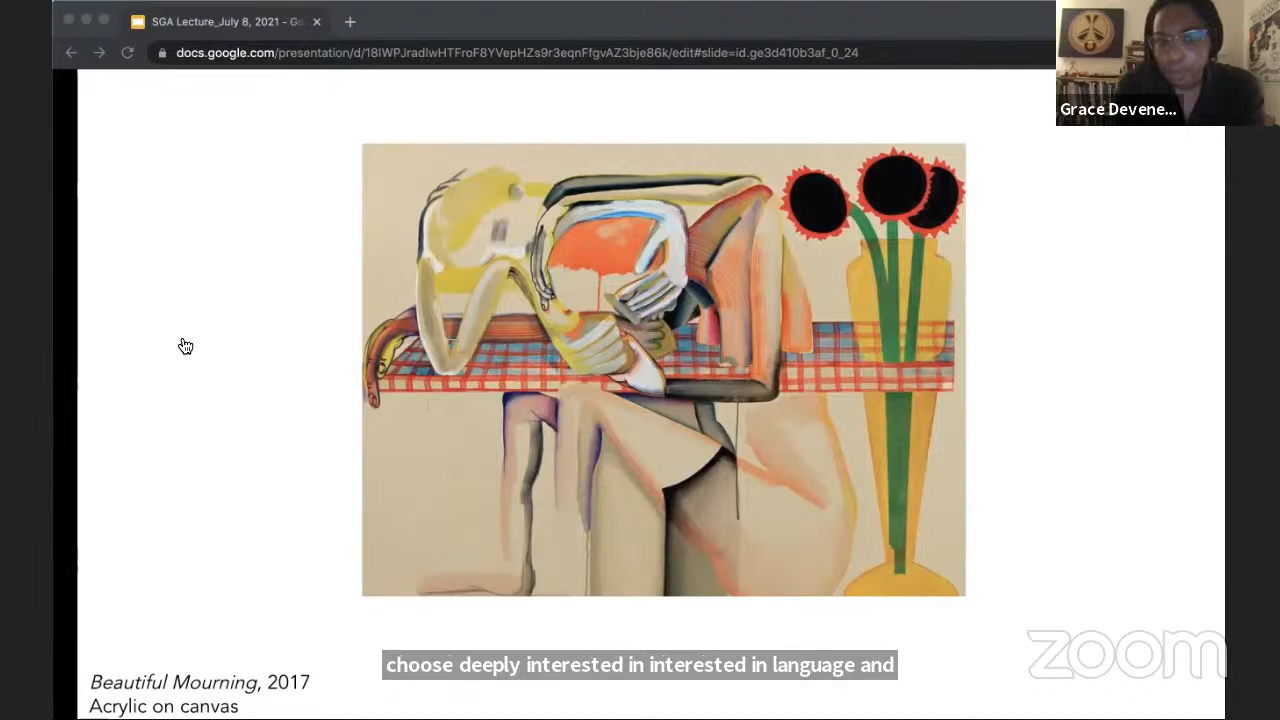 SGA Lecture_July 8, 2021 - Go
docs.google.com/presentation/d/18IWPJradlwHTFroF8YVepHZs9r3eqnFfgvAZ3bje86k/edit#slide=id.ge3d410b3af_0_24
Grace Devene...
choose deeply interested in interested in language and
zoom
Beautiful Mourning, 2017
Acrylic on canvas